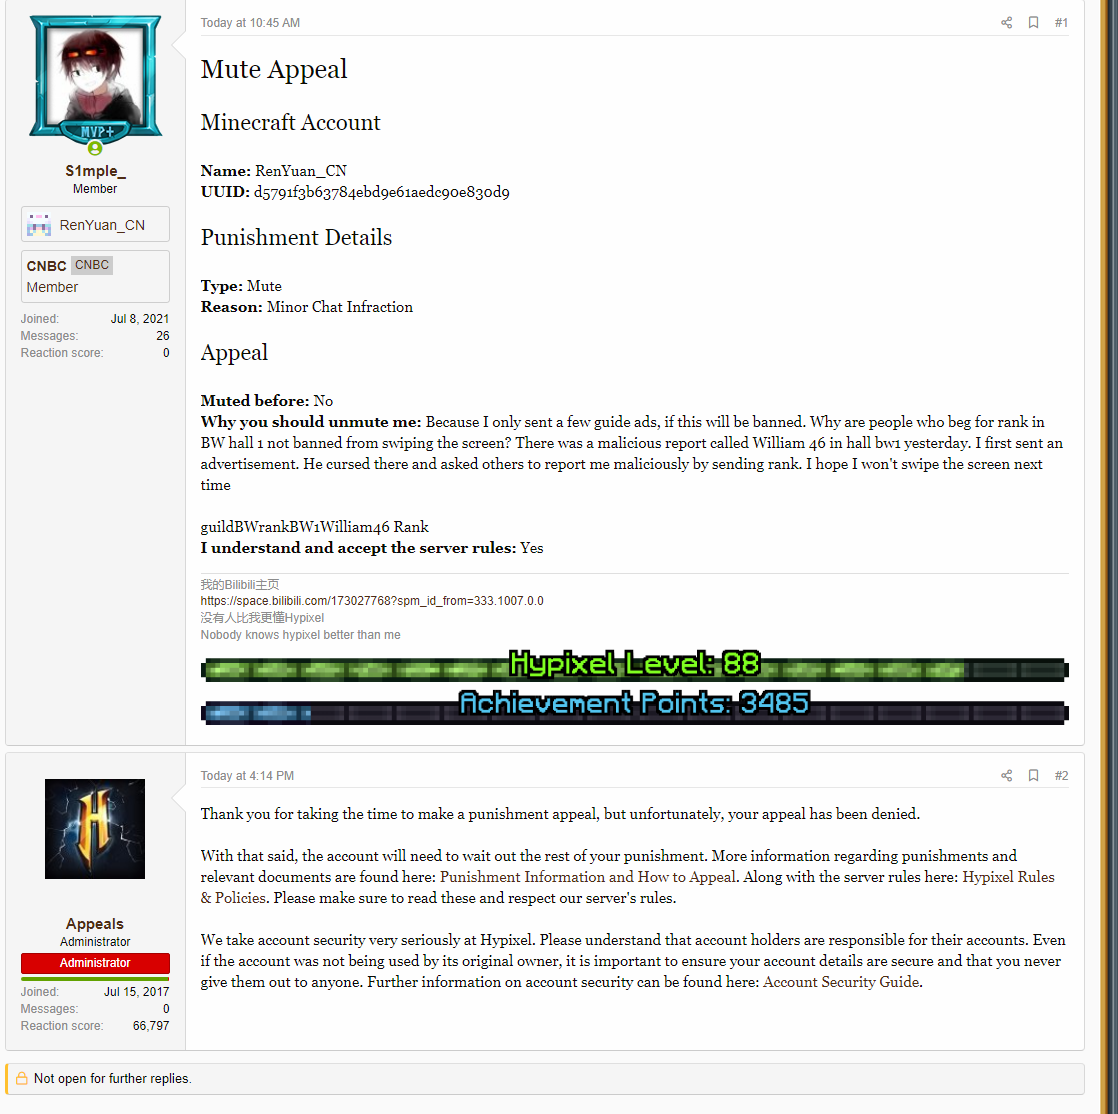 Today at 10:45 AM
#1
MVP+
S1mple_
Member
RenYuan_CN
CNBC CNBC
Member
Joined: Jul 8, 2021
Messages: 26
Reaction score: 0
Mute Appeal
Minecraft Account
Name: RenYuan_CN
UUID: d5791f3b63784ebd9e61aedc90e830d9
Punishment Details
Type: Mute
Reason: Minor Chat Infraction
Appeal
Muted before: No
Why you should unmute me: Because I only sent a few guide ads, if this will be banned. Why are people who beg for rank in
BW hall 1 not banned from swiping the screen? There was a malicious report called William 46 in hall bw1 yesterday. I first sent an
advertisement. He cursed there and asked others to report me maliciously by sending rank. I hope I won't swipe the screen next
time
guildBWrankBW1William46 Rank
I understand and accept the server rules: Yes
我的Bilibili主页
https://space.bilibili.com/173027768?spm_id_from=333.1007.0.0
没有人比我更懂Hypixel
Nobody knows hypixel better than me
Hypixel Level: 88
Achievement Points: 3485
Today at 4:14 PM
#2
H
Appeals
Administrator
Administrator
Joined: Jul 15, 2017
Messages: 0
Reaction score: 66,797
Thank you for taking the time to make a punishment appeal, but unfortunately, your appeal has been denied.
With that said, the account will need to wait out the rest of your punishment. More information regarding punishments and
relevant documents are found here: Punishment Information and How to Appeal. Along with the server rules here: Hypixel Rules
& Policies. Please make sure to read these and respect our server's rules.
We take account security very seriously at Hypixel. Please understand that account holders are responsible for their accounts. Even
if the account was not being used by its original owner, it is important to ensure your account details are secure and that you never
give them out to anyone. Further information on account security can be found here: Account Security Guide.
Not open for further replies.